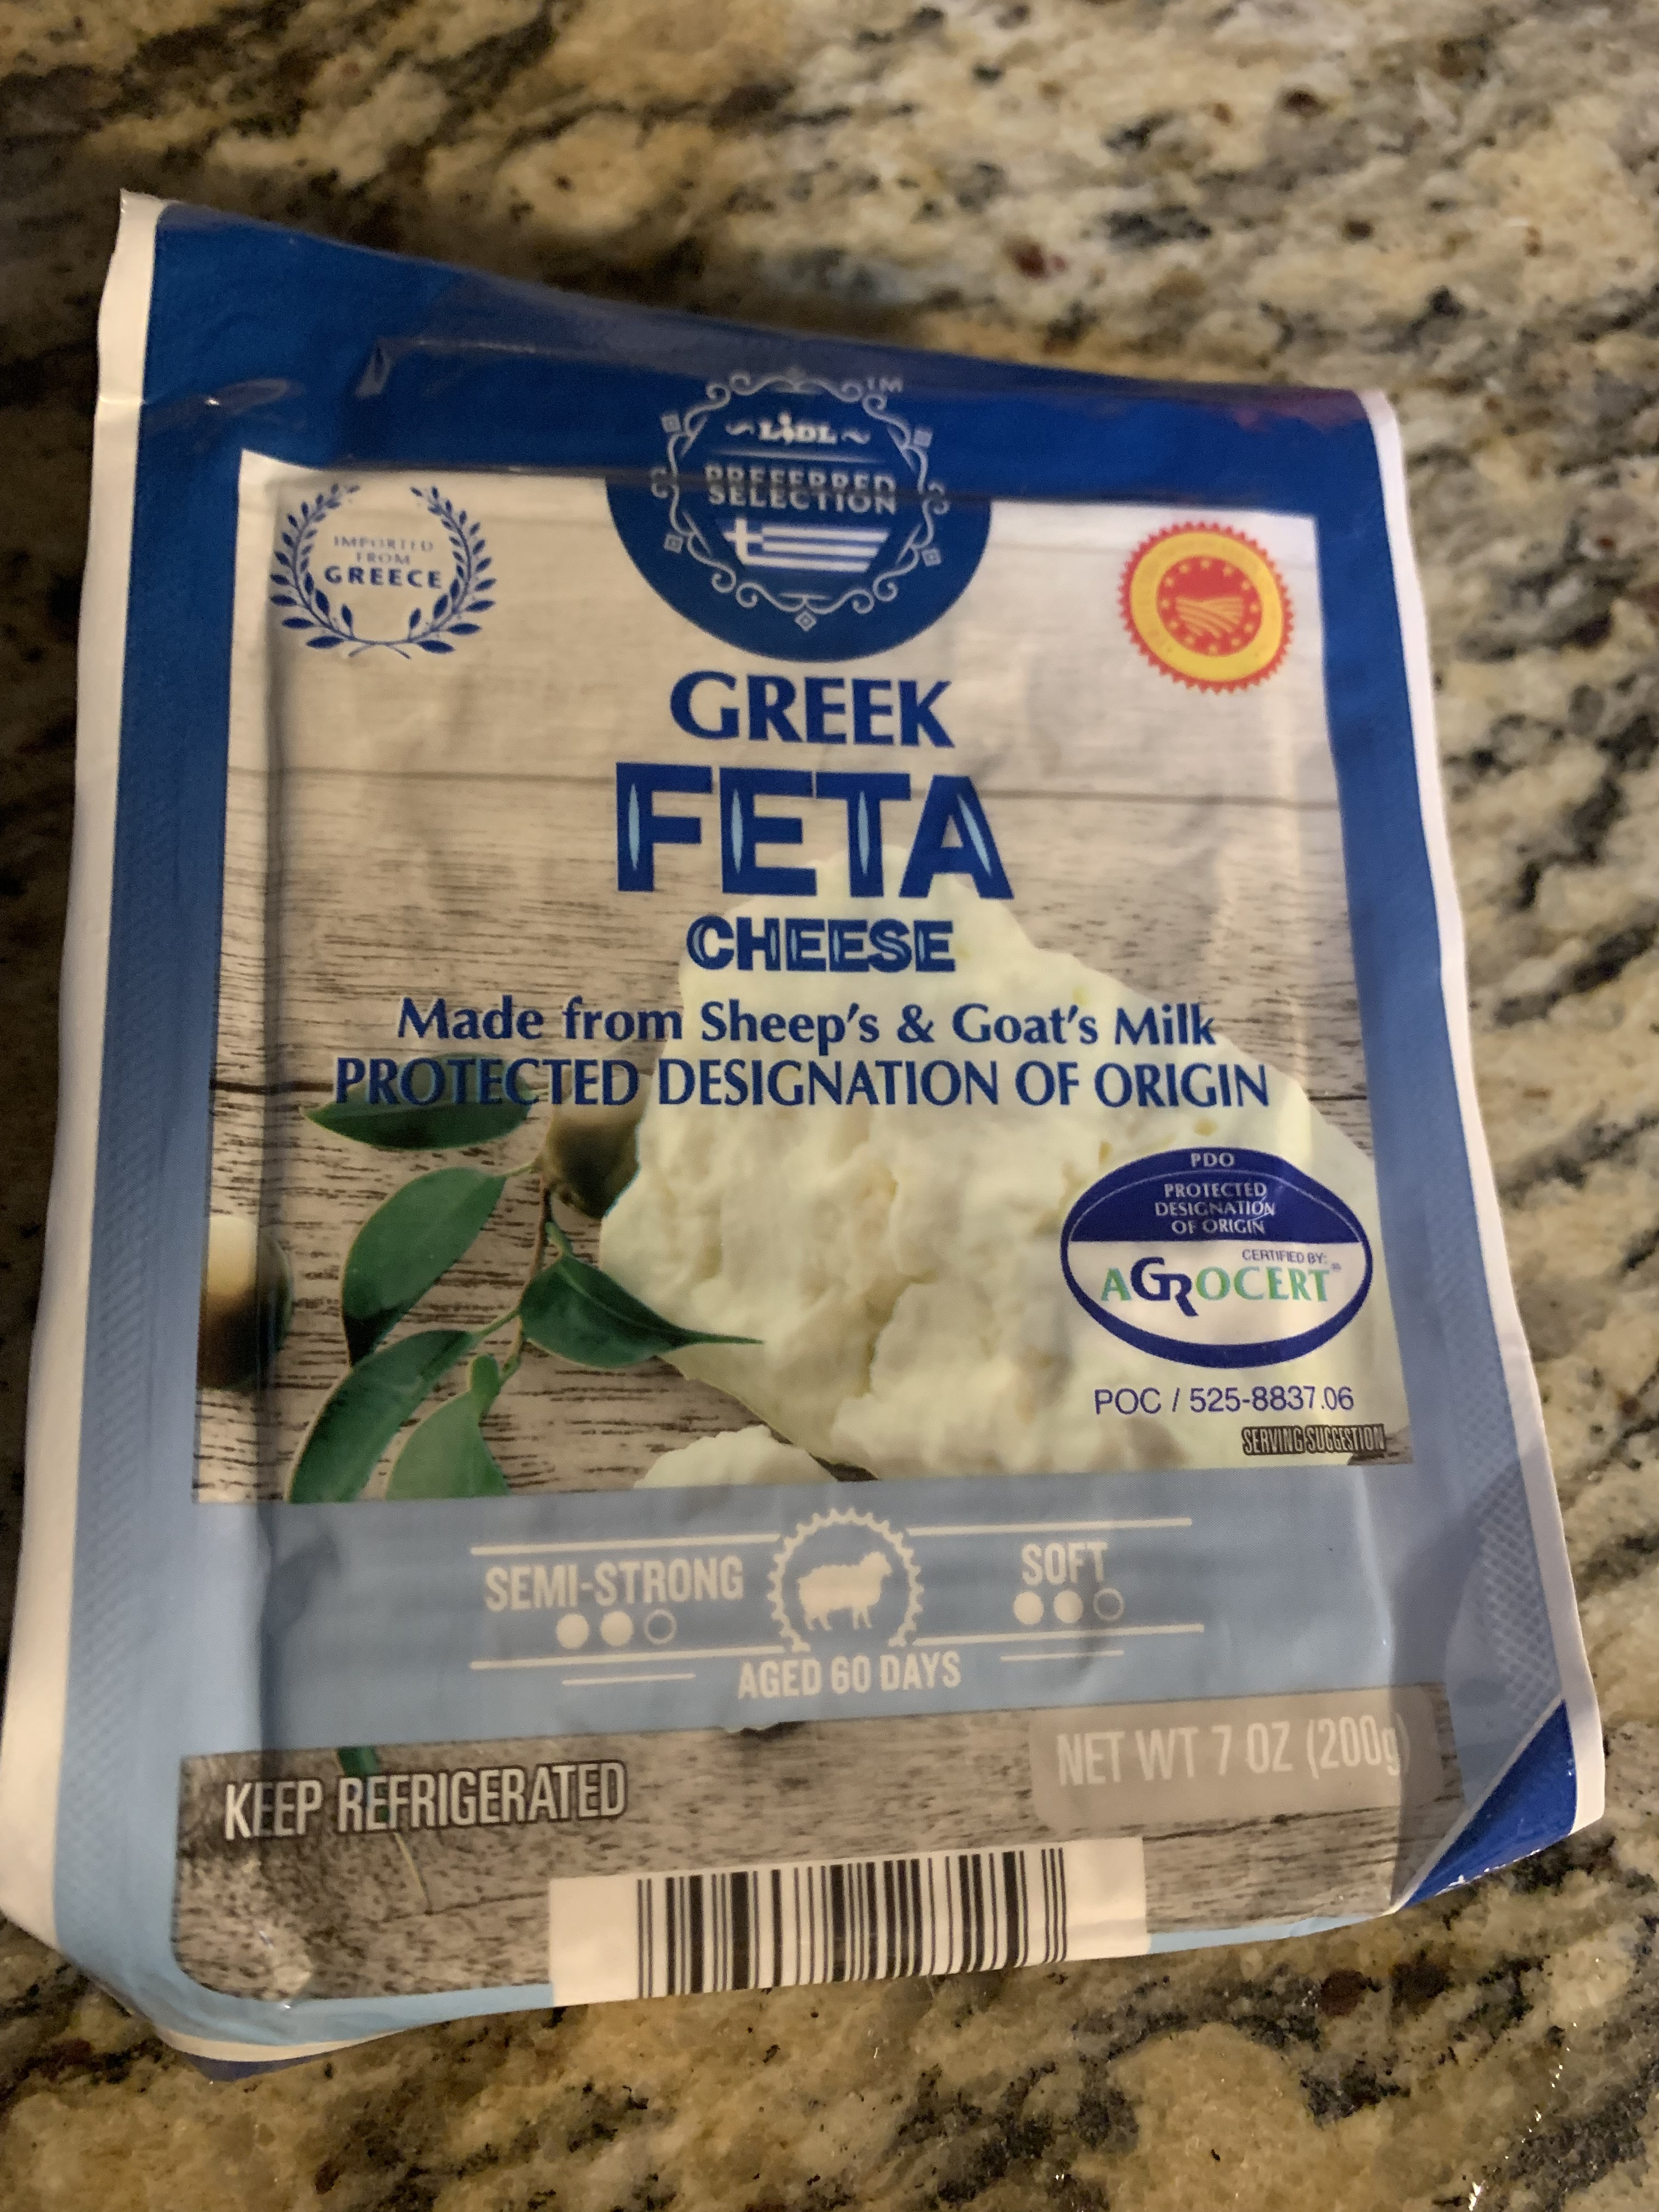 LIDL
TM
PREFERRED
SELECTION
IMPORTED
FROM
GREECE
GREEK
FETA
CHEESE
Made from Sheep's & Goat's Milk
PROTECTED DESIGNATION OF ORIGIN
PDO
PROTECTED
DESIGNATION
OF ORIGIN
CERTIFIED BY:
AGROCERT
POC / 525-8837.06
SERVING SUGGESTION
SEMI-STRONG
SOFT
AGED 60 DAYS
NET WT 7 OZ (200g)
KEEP REFRIGERATED